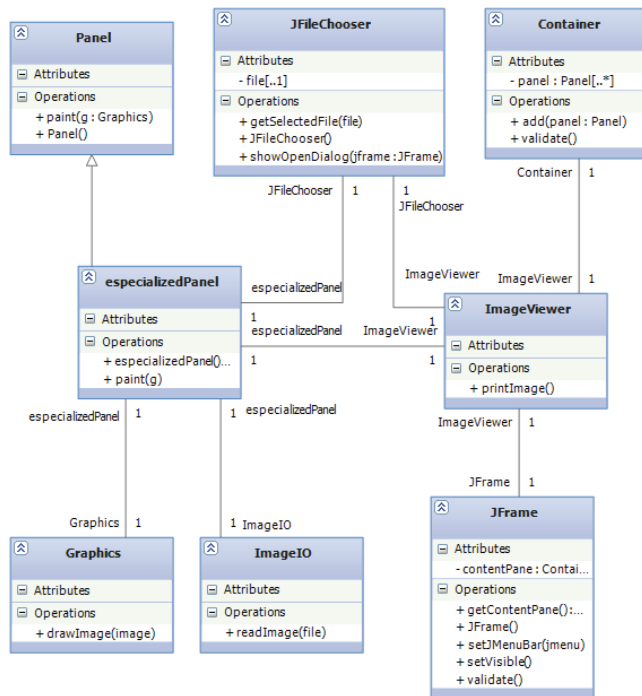 Panel
Attributes
Operations
+ paint(g : Graphics)
+ Panel()
JFileChooser
Attributes
- file[..1]
Operations
+ getSelectedFile(file)
+ JFileChooser()
+ showOpenDialog(jframe : JFrame)
Container
Attributes
- panel : Panel[..*]
Operations
+ add(panel : Panel)
+ validate()
JFileChooser 1
1
JFileChooser
Container 1
especializedPanel
Attributes
Operations
+ especializedPanel()...
+ paint(g)
especializedPanel
1
especializedPanel
1
ImageViewer
1
ImageViewer
1
ImageViewer 1
ImageViewer
Attributes
Operations
+ printImage()
especializedPanel 1
1 especializedPanel
ImageViewer 1
JFrame 1
Graphics 1
1 ImageIO
Graphics
Attributes
Operations
+ drawImage(image)
ImageIO
Attributes
Operations
+ readImage(file)
JFrame
Attributes
- contentPane : Contai...
Operations
+ getContentPane():...
+ JFrame()
+ setJMenuBar(jmenu)
+ setVisible()
+ validate()